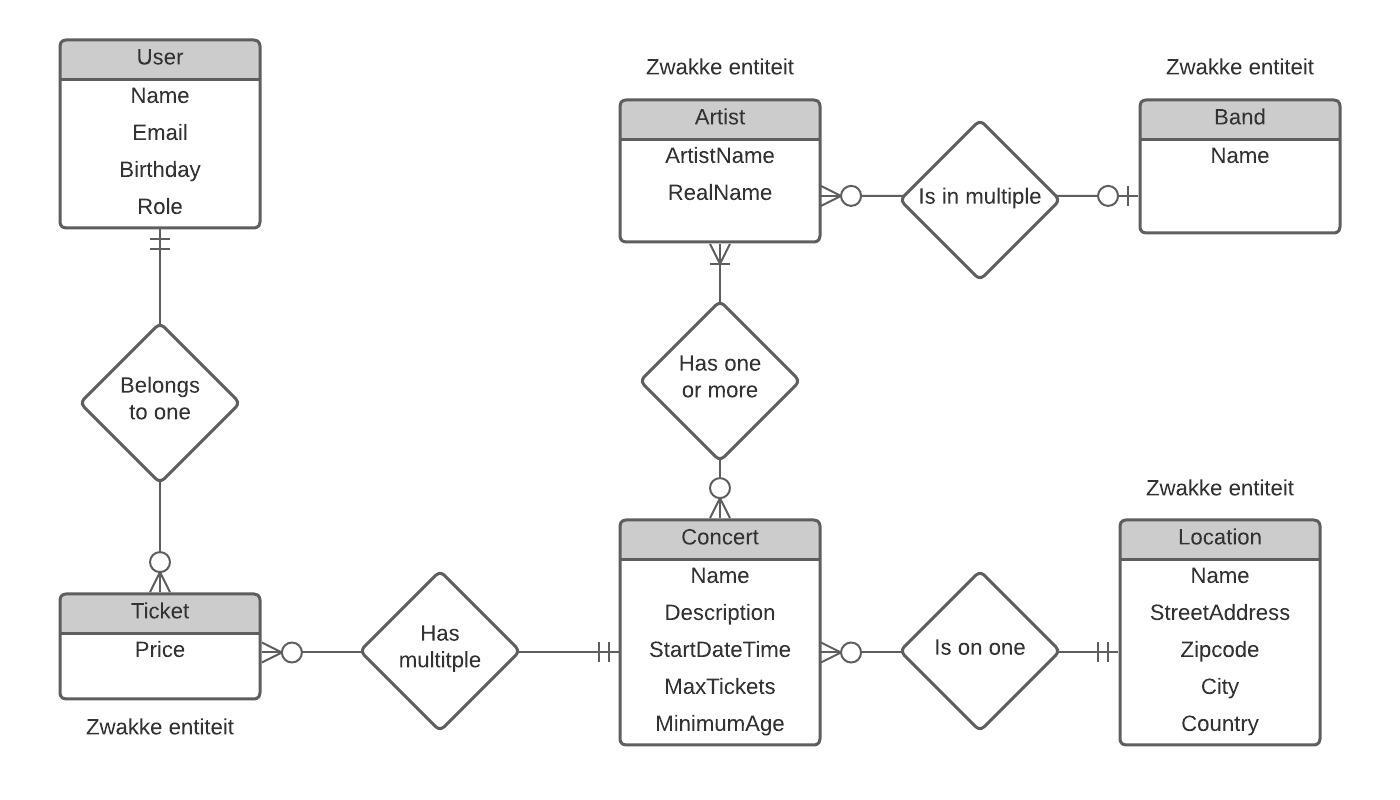 User
Name
Email
Birthday
Role
Belongs
to one
Ticket
Price
Zwakke entiteit
Has
multitple
Zwakke entiteit
Artist
ArtistName
RealName
Is in multiple
Zwakke entiteit
Band
Name
Has one
or more
Concert
Name
Description
StartDateTime
MaxTickets
MinimumAge
Is on one
Zwakke entiteit
Location
Name
StreetAddress
Zipcode
City
Country